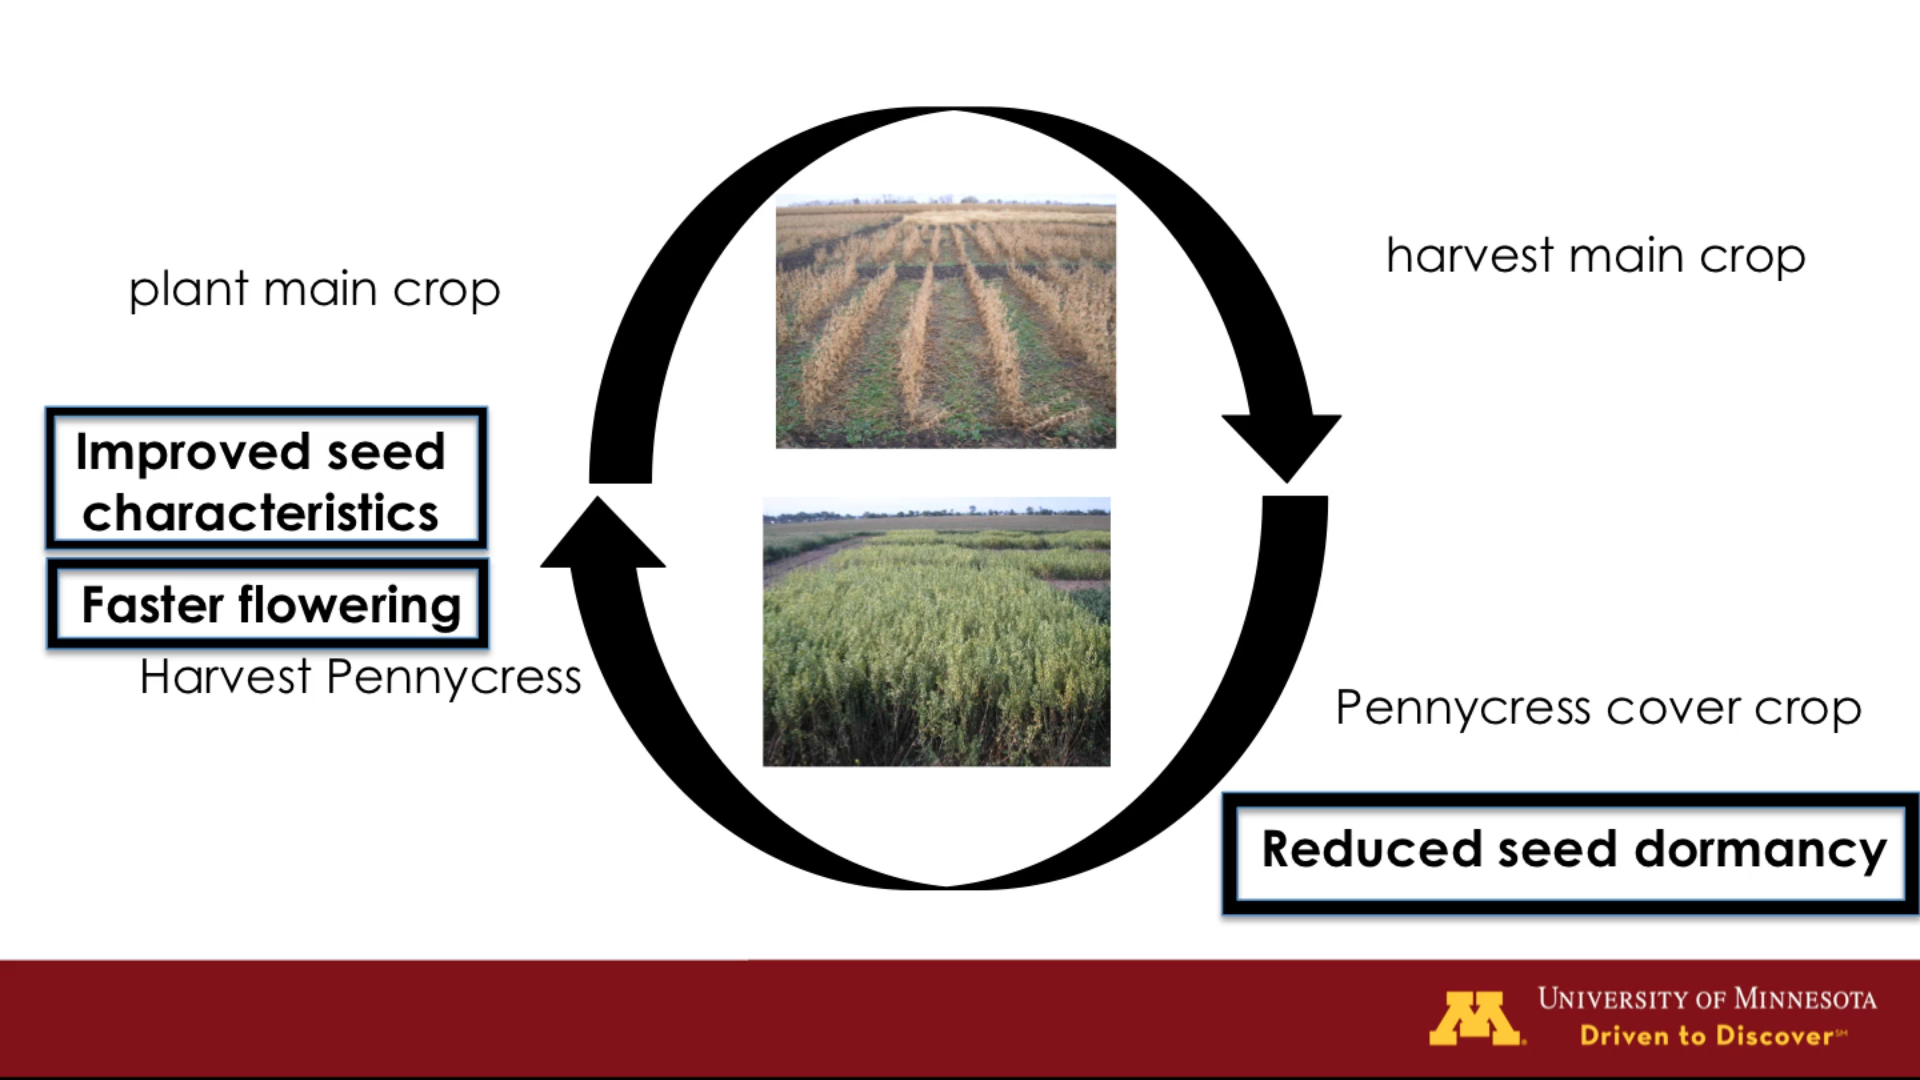 plant main crop
harvest main crop
Improved seed
characteristics
Faster flowering
Harvest Pennycress
Pennycress cover crop
Reduced seed dormancy
M
UNIVERSITY OF MINNESOTA
Driven to Discover℠